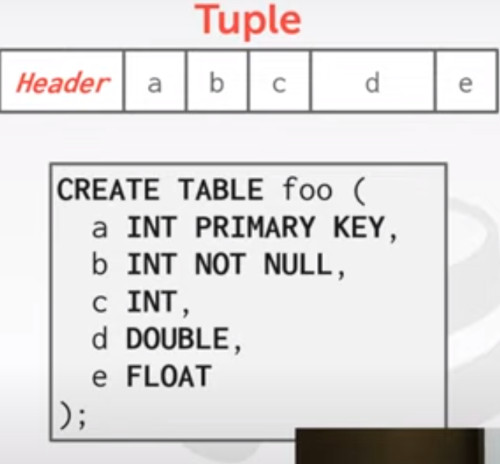 Tuple
Header a b c d e
CREATE TABLE foo (
a INT PRIMARY KEY,
b INT NOT NULL,
c INT,
d DOUBLE,
e FLOAT
);